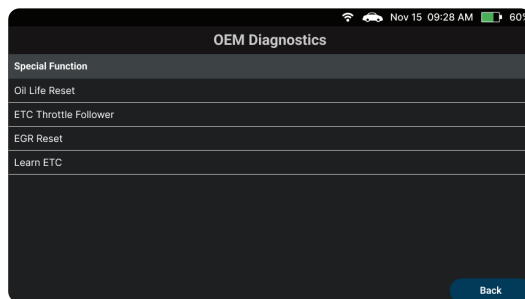 Nov 15 09:28 AM 60%
OEM Diagnostics
Special Function
Oil Life Reset
ETC Throttle Follower
EGR Reset
Learn ETC
Back